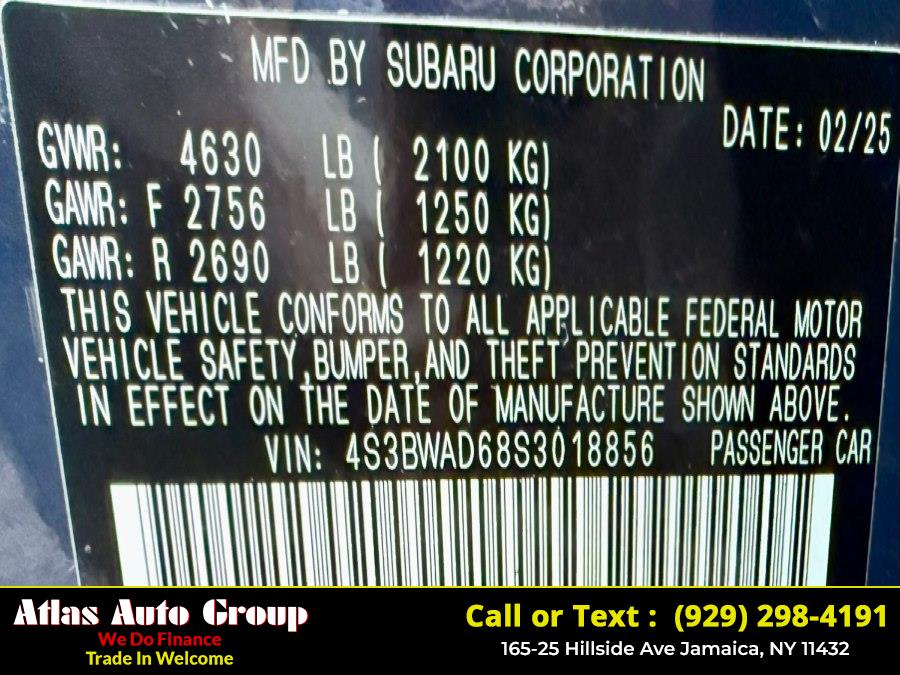 MFD BY SUBARU CORPORATION
DATE: 02/25
GVWR: 4630 LB ( 2100 KG)
GAWR: F 2756 LB ( 1250 KG)
GAWR: R 2690 LB ( 1220 KG)
THIS VEHICLE CONFORMS TO ALL APPLICABLE FEDERAL MOTOR
VEHICLE SAFETY,BUMPER,AND THEFT PREVENTION STANDARDS
IN EFFECT ON THE DATE OF MANUFACTURE SHOWN ABOVE.
VIN: 4S3BWAD68S3018856 PASSENGER CAR
Atlas Auto Group
We Do FInance
Trade In Welcome
Call or Text : (929) 298-4191
165-25 Hillside Ave Jamaica, NY 11432